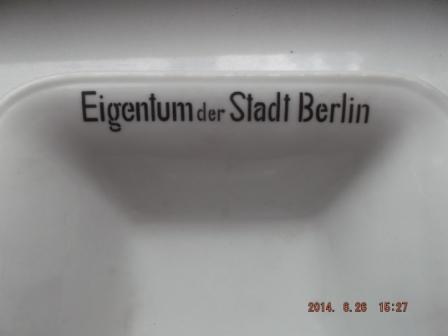 Eigentum der Stadt Berlin
2014. 6.26 15:27